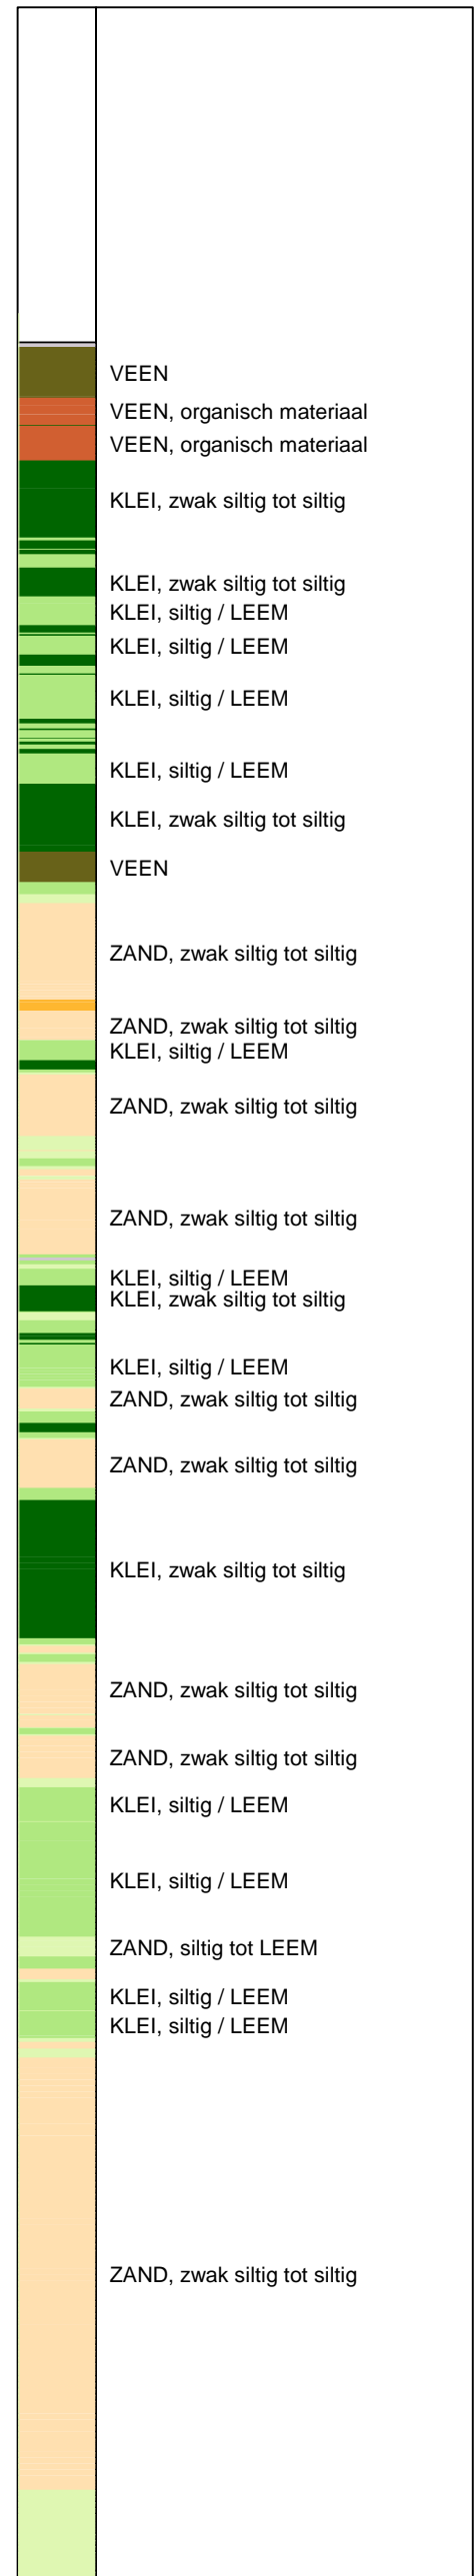 VEEN
VEEN, organisch materiaal
VEEN, organisch materiaal
KLEI, zwak siltig tot siltig
KLEI, zwak siltig tot siltig
KLEI, siltig / LEEM
KLEI, siltig / LEEM
KLEI, siltig / LEEM
KLEI, siltig / LEEM
KLEI, zwak siltig tot siltig
VEEN
ZAND, zwak siltig tot siltig
ZAND, zwak siltig tot siltig
KLEI, siltig / LEEM
ZAND, zwak siltig tot siltig
ZAND, zwak siltig tot siltig
KLEI, siltig / LEEM
KLEI, zwak siltig tot siltig
KLEI, siltig / LEEM
ZAND, zwak siltig tot siltig
ZAND, zwak siltig tot siltig
KLEI, zwak siltig tot siltig
ZAND, zwak siltig tot siltig
ZAND, zwak siltig tot siltig
KLEI, siltig / LEEM
KLEI, siltig / LEEM
ZAND, siltig tot LEEM
KLEI, siltig / LEEM
KLEI, siltig / LEEM
ZAND, zwak siltig tot siltig